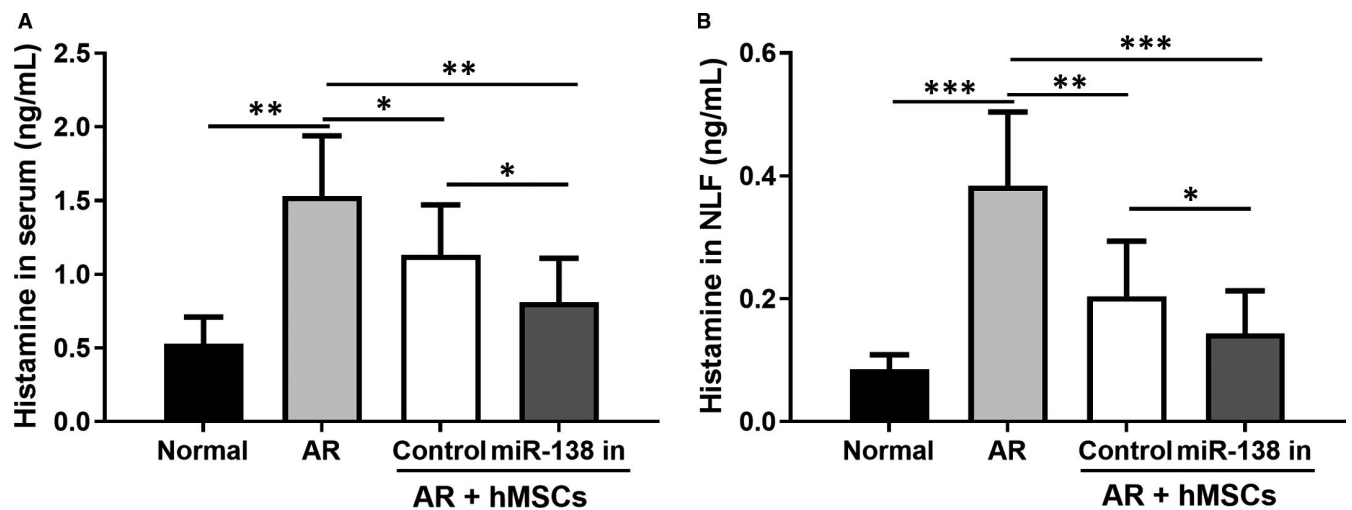 A
Histamine in serum (ng/mL)
2.5
2.0
1.5
1.0
0.5
0.0
**
**
*
*
Normal
AR
Control
miR-138 in
AR + hMSCs
B
Histamine in NLF (ng/mL)
0.6
0.4
0.2
0.0
***
***
**
*
Normal
AR
Control
miR-138 in
AR + hMSCs